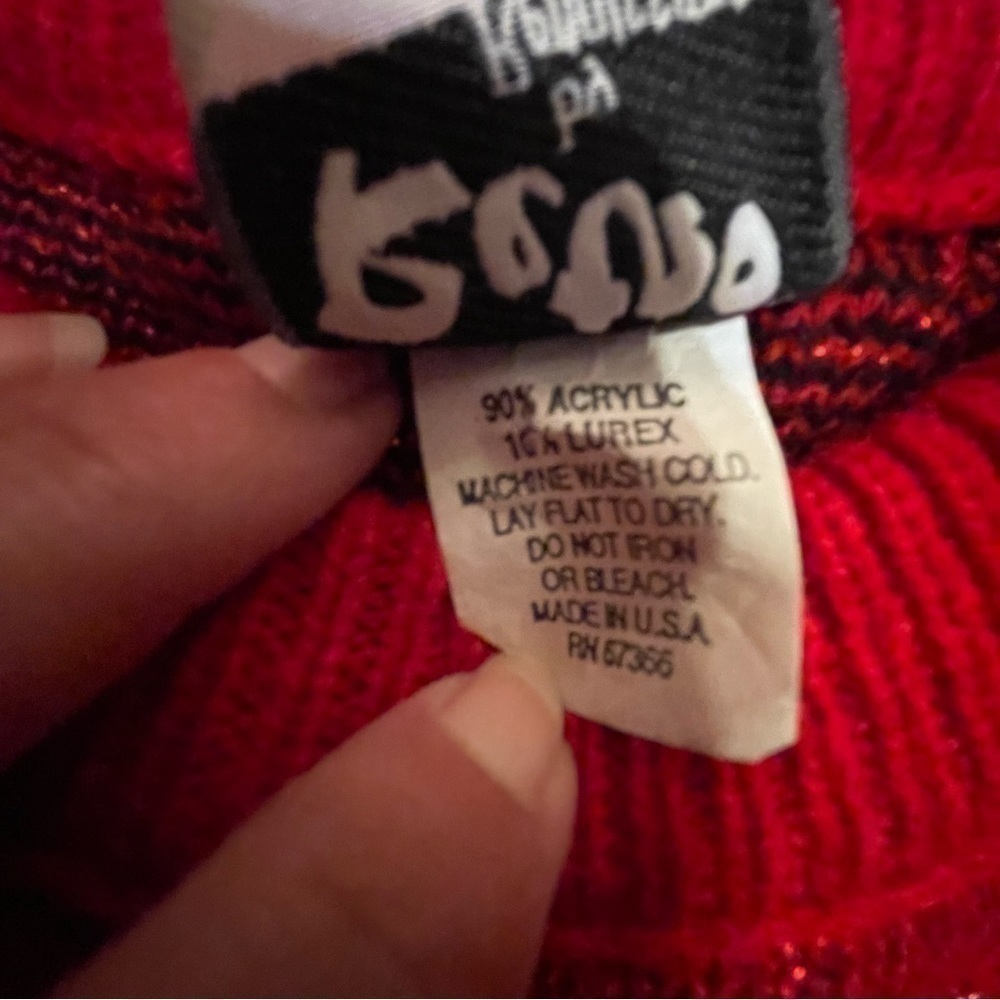 90% ACRYLIC
10% LUREX
MACHINE WASH COLD.
LAY FLAT TO DRY.
DO NOT IRON
OR BLEACH.
MADE IN U.S.A
RN 67366